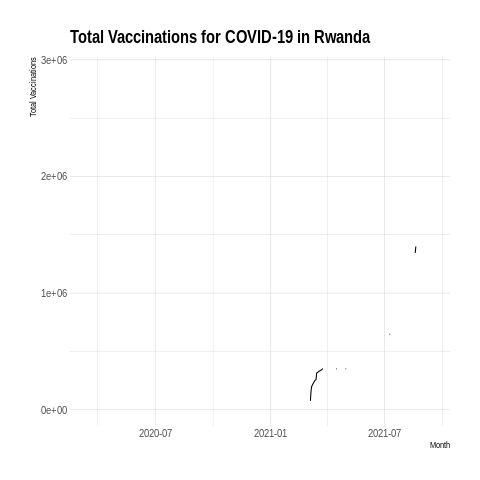 Total Vaccinations for COVID-19 in Rwanda
Total Vaccinations
3e+06
2e+06
1e+06
0e+00
2020-07 2021-01 2021-07
Month